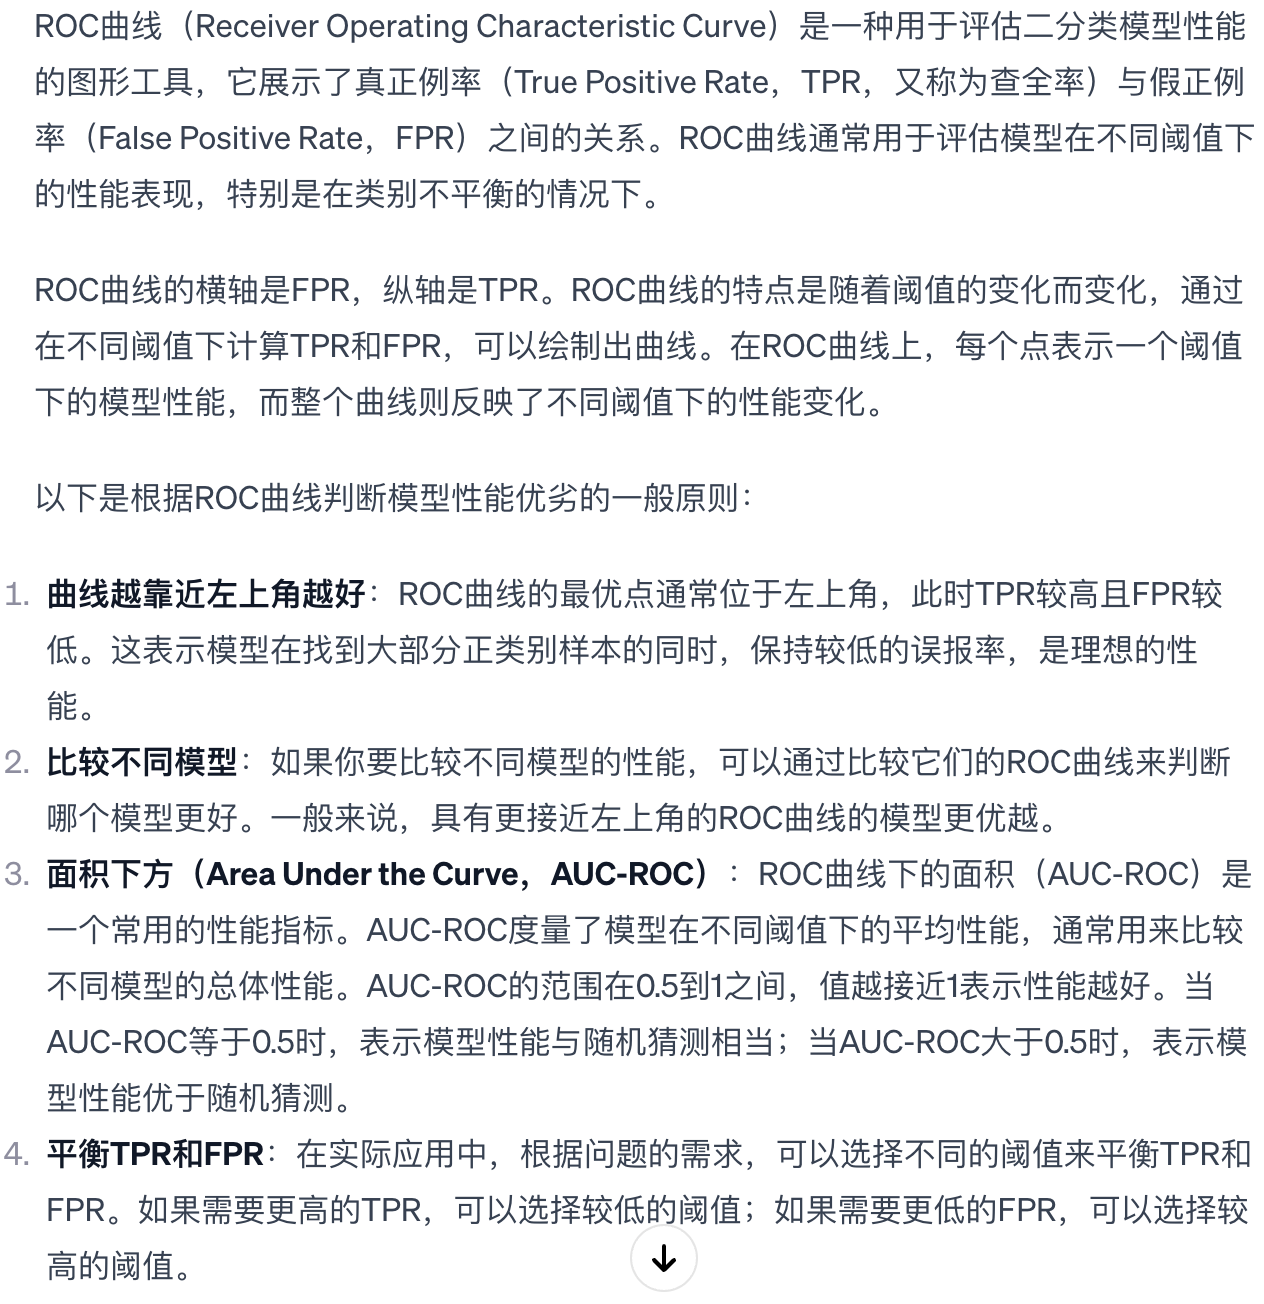 ROC曲线（Receiver Operating Characteristic Curve）是一种用于评估二分类模型性能
的图形工具，它展示了真正例率（True Positive Rate，TPR，又称为查全率）与假正例
率（False Positive Rate，FPR）之间的关系。ROC曲线通常用于评估模型在不同阈值下
的性能表现，特别是在类别不平衡的情况下。
ROC曲线的横轴是FPR，纵轴是TPR。ROC曲线的特点是随着阈值的变化而变化，通过
在不同阈值下计算TPR和FPR，可以绘制出曲线。在ROC曲线上，每个点表示一个阈值
下的模型性能，而整个曲线则反映了不同阈值下的性能变化。
以下是根据ROC曲线判断模型性能优劣的一般原则：
1. 曲线越靠近左上角越好：ROC曲线的最优点通常位于左上角，此时TPR较高且FPR较
低。这表示模型在找到大部分正类别样本的同时，保持较低的误报率，是理想的性
能。
2. 比较不同模型：如果你要比较不同模型的性能，可以通过比较它们的ROC曲线来判断
哪个模型更好。一般来说，具有更接近左上角的ROC曲线的模型更优越。
3. 面积下方（Area Under the Curve，AUC-ROC）：ROC曲线下的面积（AUC-ROC）是
一个常用的性能指标。AUC-ROC度量了模型在不同阈值下的平均性能，通常用来比较
不同模型的总体性能。AUC-ROC的范围在0.5到1之间，值越接近1表示性能越好。当
AUC-ROC等于0.5时，表示模型性能与随机猜测相当；当AUC-ROC大于0.5时，表示模
型性能优于随机猜测。
4. 平衡TPR和FPR：在实际应用中，根据问题的需求，可以选择不同的阈值来平衡TPR和
FPR。如果需要更高的TPR，可以选择较低的阈值；如果需要更低的FPR，可以选择较
高的阈值。